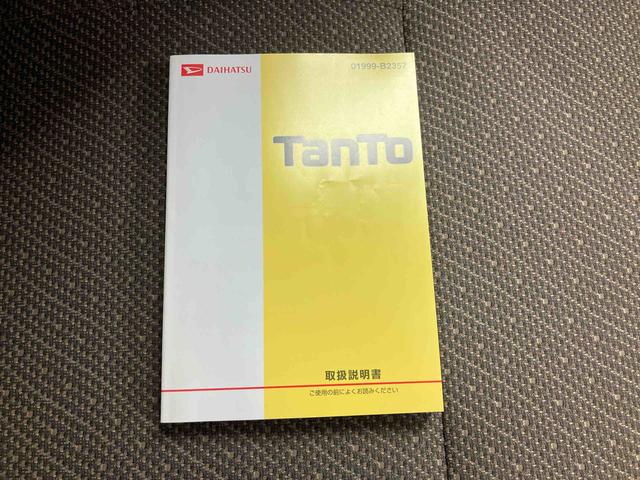 DAIHATSU
01999-B2357
TanTo
取扱説明書
ご使用の前によくお読みください